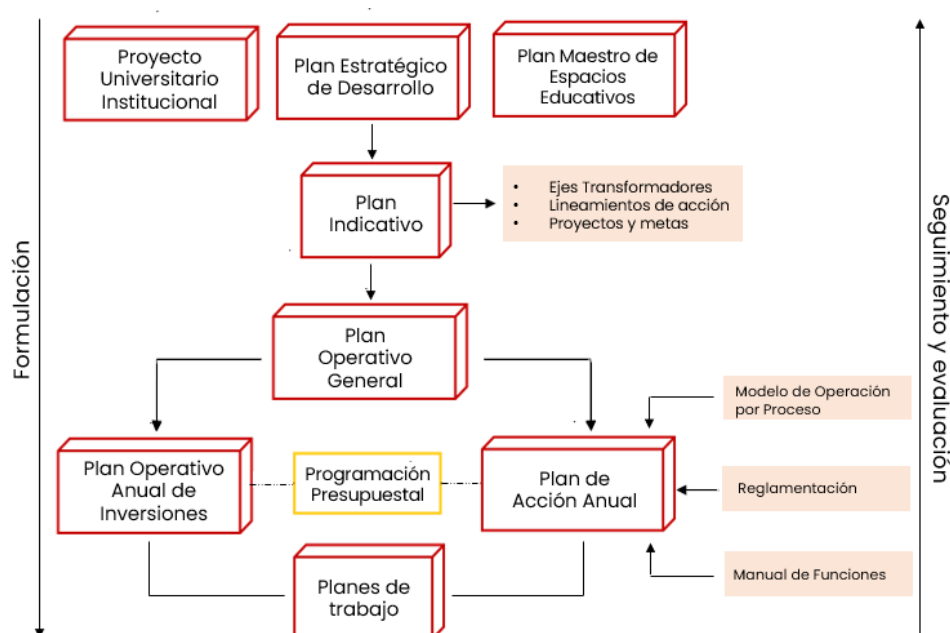 Proyecto
Universitario
Institucional
Plan Estratégico
de Desarrollo
Plan Maestro de
Espacios
Educativos
Plan
Indicativo
• Ejes Transformadores
• Lineamientos de acción
• Proyectos y metas
Formulación
Seguimiento y evaluación
Plan
Operativo
General
Modelo de Operación
por Proceso
Plan Operativo
Anual de
Inversiones
Programación
Presupuestal
Plan de
Acción Anual
Reglamentación
Manual de Funciones
Planes de
trabajo